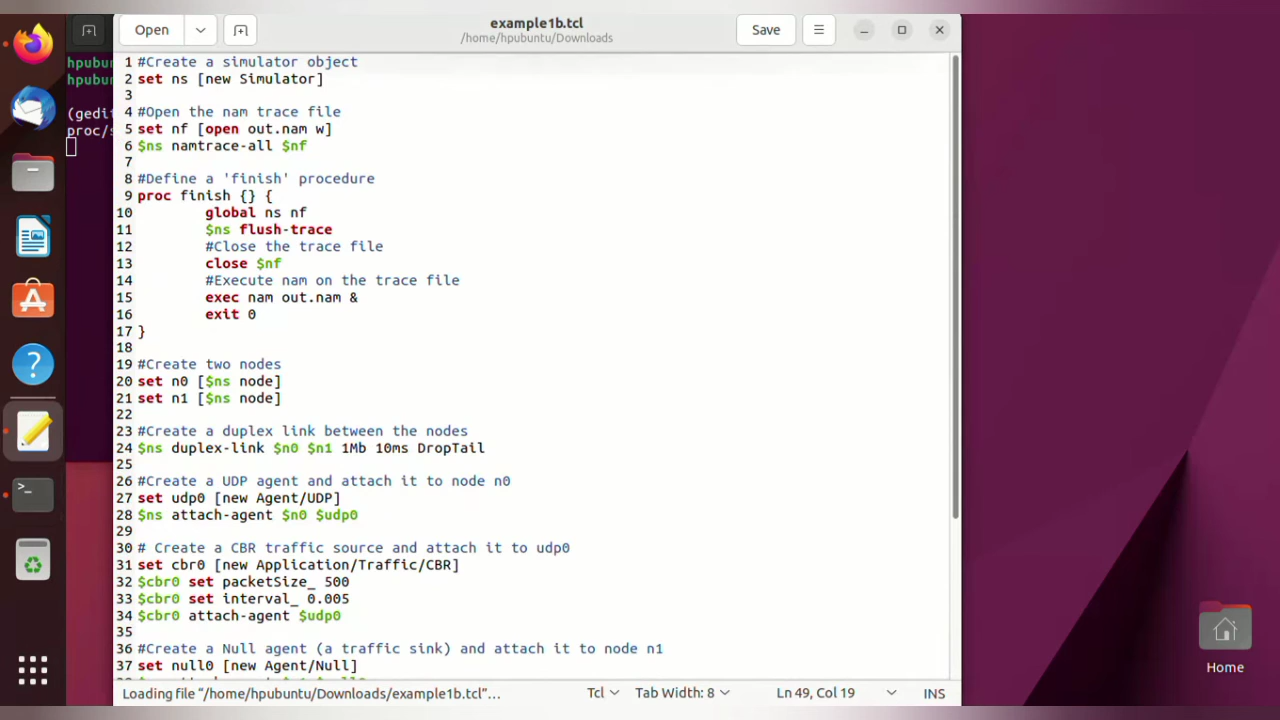 Open
example1b.tcl
/home/hpubuntu/Downloads
Save
hpubun
hpubun
(gedit
proc/s
1 #Create a simulator object
2 set ns [new Simulator]
3
4 #Open the nam trace file
5 set nf [open out.nam w]
6 $ns namtrace-all $nf
7
8 #Define a 'finish' procedure
9 proc finish {} {
10 global ns nf
11 $ns flush-trace
12 #Close the trace file
13 close $nf
14 #Execute nam on the trace file
15 exec nam out.nam &
16 exit 0
17 }
18
19 #Create two nodes
20 set n0 [$ns node]
21 set n1 [$ns node]
22
23 #Create a duplex link between the nodes
24 $ns duplex-link $n0 $n1 1Mb 10ms DropTail
25
26 #Create a UDP agent and attach it to node n0
27 set udp0 [new Agent/UDP]
28 $ns attach-agent $n0 $udp0
29
30 # Create a CBR traffic source and attach it to udp0
31 set cbr0 [new Application/Traffic/CBR]
32 $cbr0 set packetSize_ 500
33 $cbr0 set interval_ 0.005
34 $cbr0 attach-agent $udp0
35
36 #Create a Null agent (a traffic sink) and attach it to node n1
37 set null0 [new Agent/Null]
Loading file “/home/hpubuntu/Downloads/example1b.tcl”…
Tcl
Tab Width: 8
Ln 49, Col 19
INS
Home